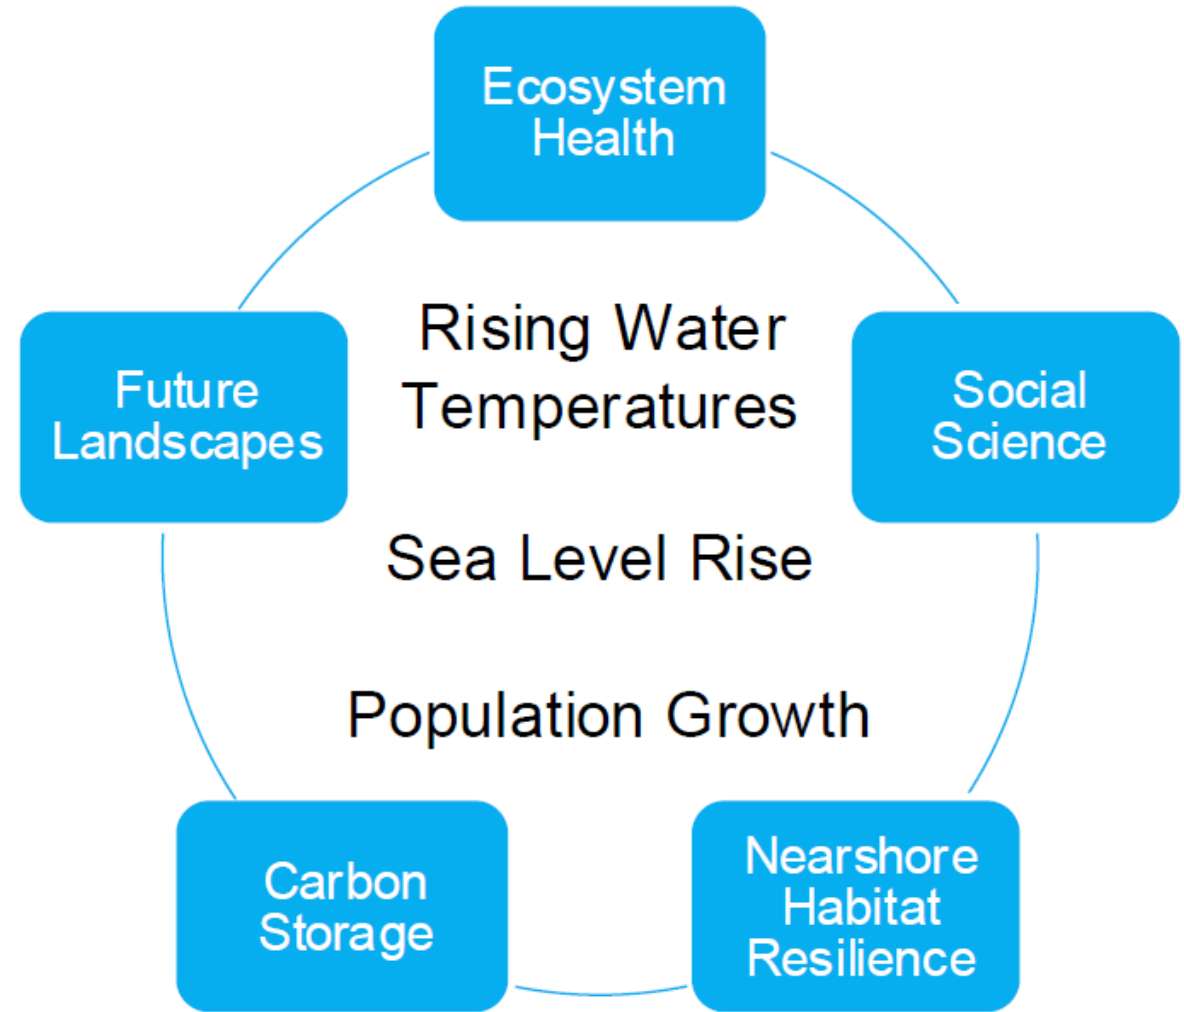 Ecosystem
Health
Rising Water
Temperatures
Future
Landscapes
Social
Science
Sea Level Rise
Population Growth
Carbon
Storage
Nearshore
Habitat
Resilience